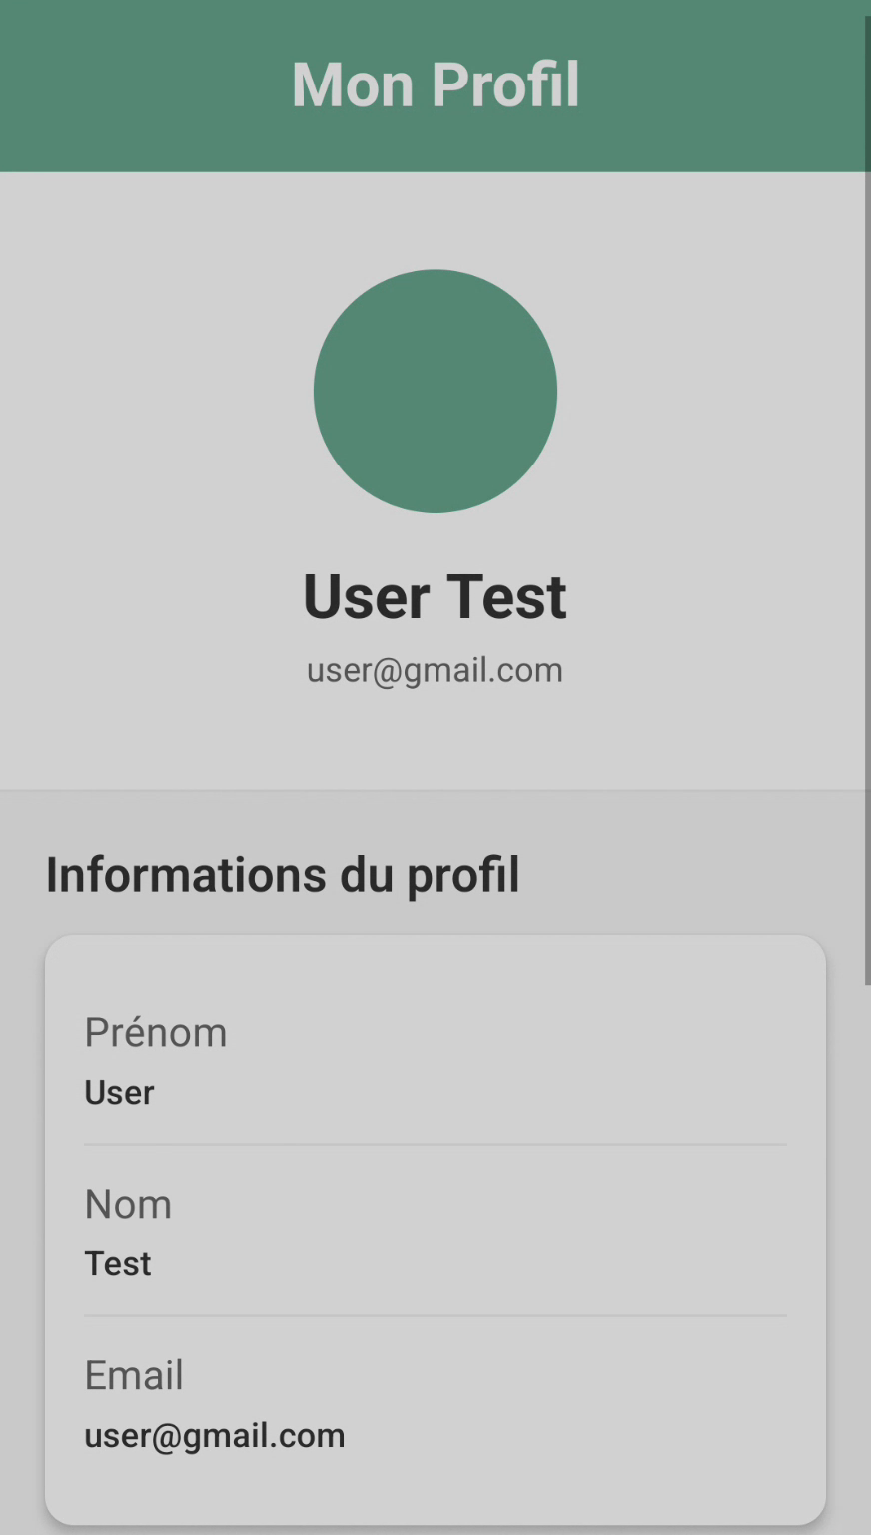 Mon Profil
User Test
user@gmail.com
Informations du profil
Prénom
User
Nom
Test
Email
user@gmail.com